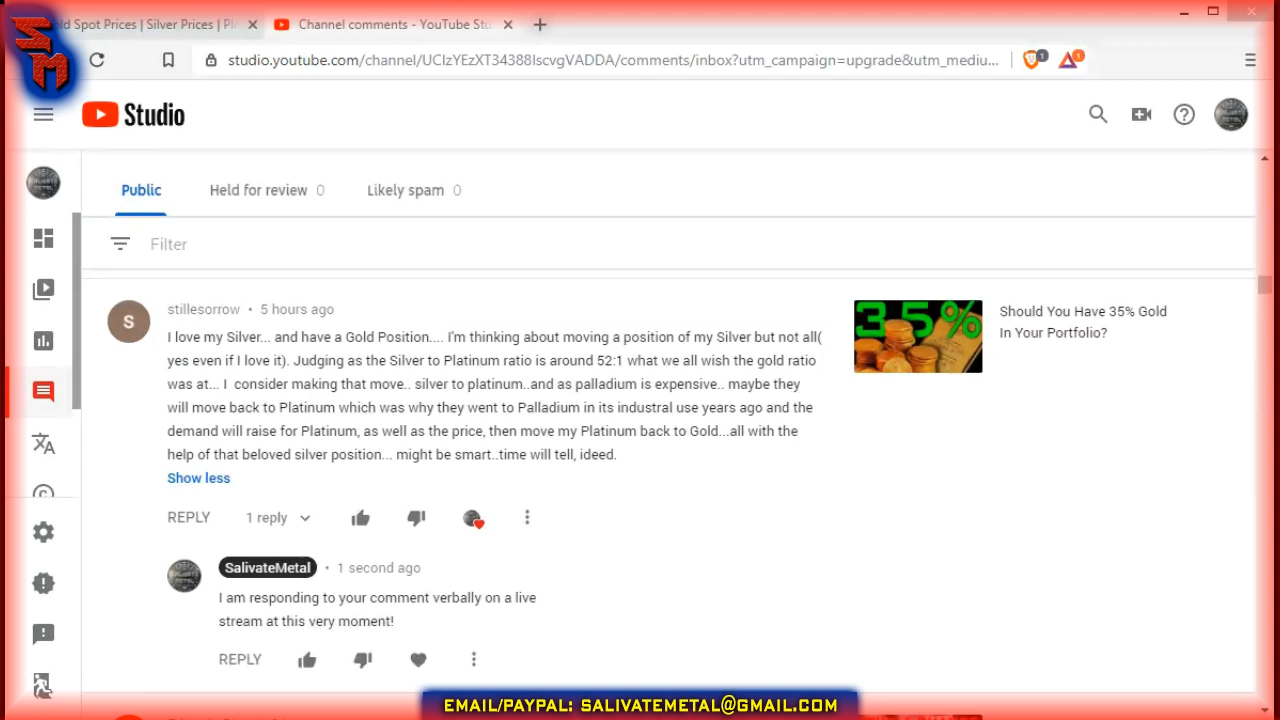 SM
ld Spot Prices | Silver Prices | Pl
Channel comments - YouTube Stu
studio.youtube.com/channel/UCIzYEzXT34388IscvgVADDA/comments/inbox?utm_campaign=upgrade&utm_mediu...
1
1
Studio
Public
Held for review 0
Likely spam 0
Filter
S
stillesorrow • 5 hours ago
I love my Silver... and have a Gold Position.... I'm thinking about moving a position of my Silver but not all(
yes even if I love it). Judging as the Silver to Platinum ratio is around 52:1 what we all wish the gold ratio
was at... I consider making that move.. silver to platinum..and as palladium is expensive.. maybe they
will move back to Platinum which was why they went to Palladium in its industral use years ago and the
demand will raise for Platinum, as well as the price, then move my Platinum back to Gold...all with the
help of that beloved silver position... might be smart..time will tell, ideed.
Show less
35%
Should You Have 35% Gold
In Your Portfolio?
REPLY
1 reply
SalivateMetal • 1 second ago
I am responding to your comment verbally on a live
stream at this very moment!
REPLY
EMAIL/PAYPAL: SALIVATEMETAL@GMAIL.COM